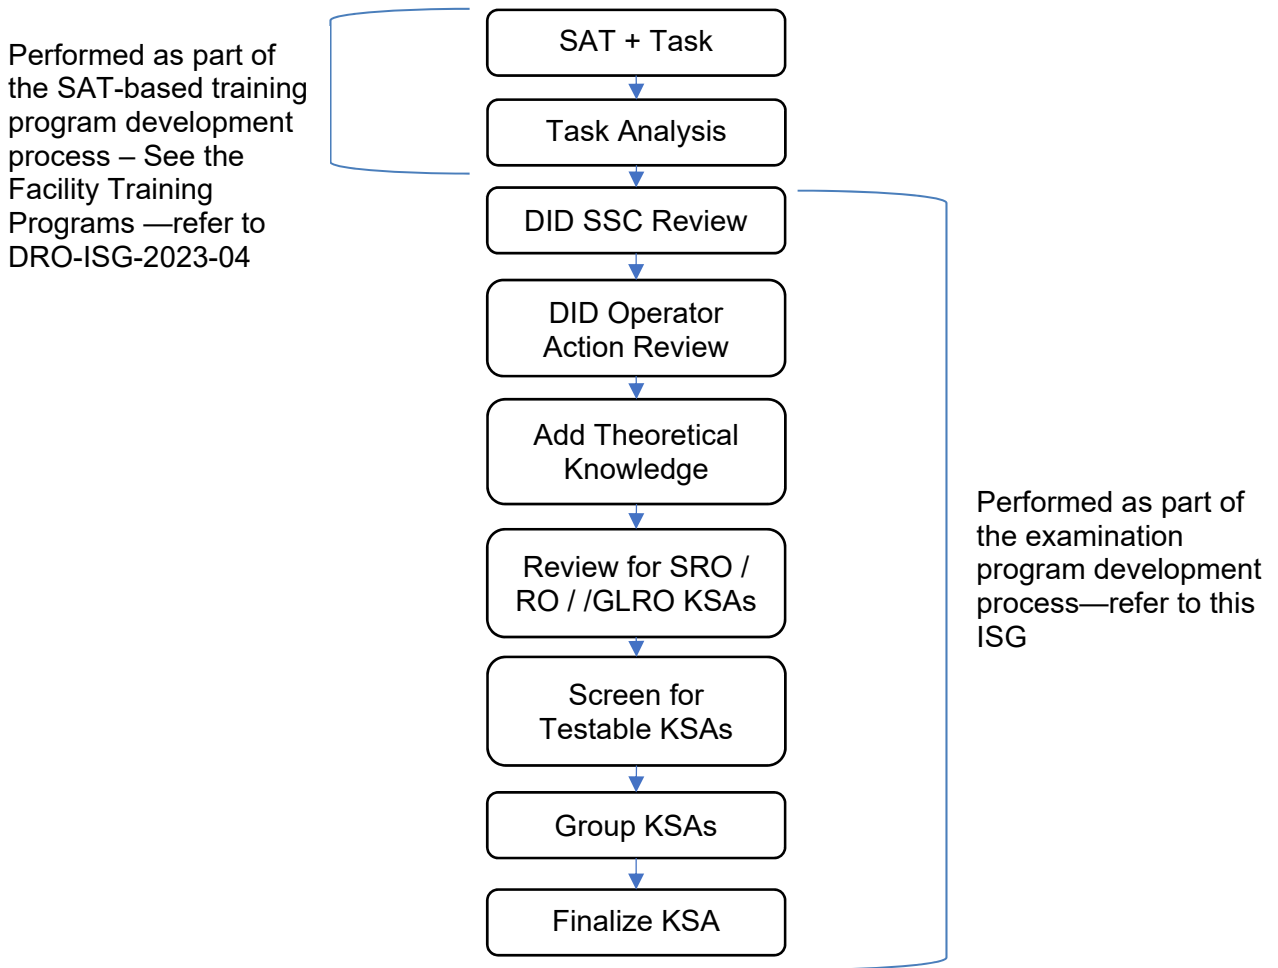 Performed as part of
the SAT-based training
program development
process – See the
Facility Training
Programs —refer to
DRO-ISG-2023-04
SAT + Task
Task Analysis
DID SSC Review
DID Operator
Action Review
Add Theoretical
Knowledge
Review for SRO /
RO / /GLRO KSAs
Screen for
Testable KSAs
Group KSAs
Finalize KSA
Performed as part of
the examination
program development
process—refer to this
ISG